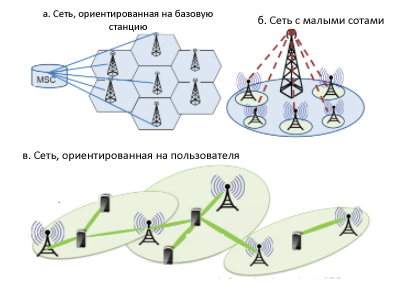 а. Сеть, ориентированная на базовую
станцию
б. Сеть с малыми сотами
MSC
в. Сеть, ориентированная на пользователя